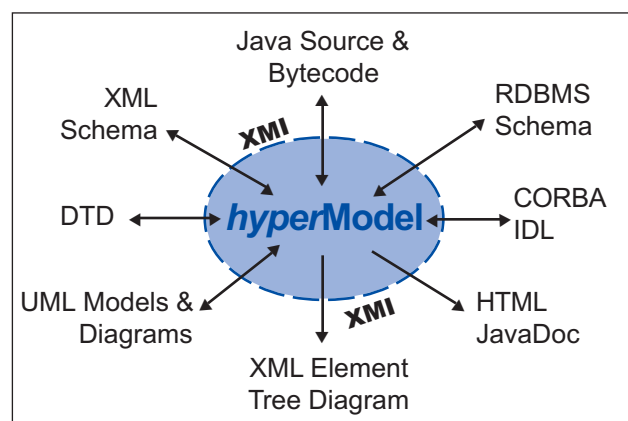 Java Source &
Bytecode
XML
Schema
XMI
RDBMS
Schema
DTD
hyperModel
CORBA
IDL
UML Models &
Diagrams
XMI
HTML
JavaDoc
XML Element
Tree Diagram